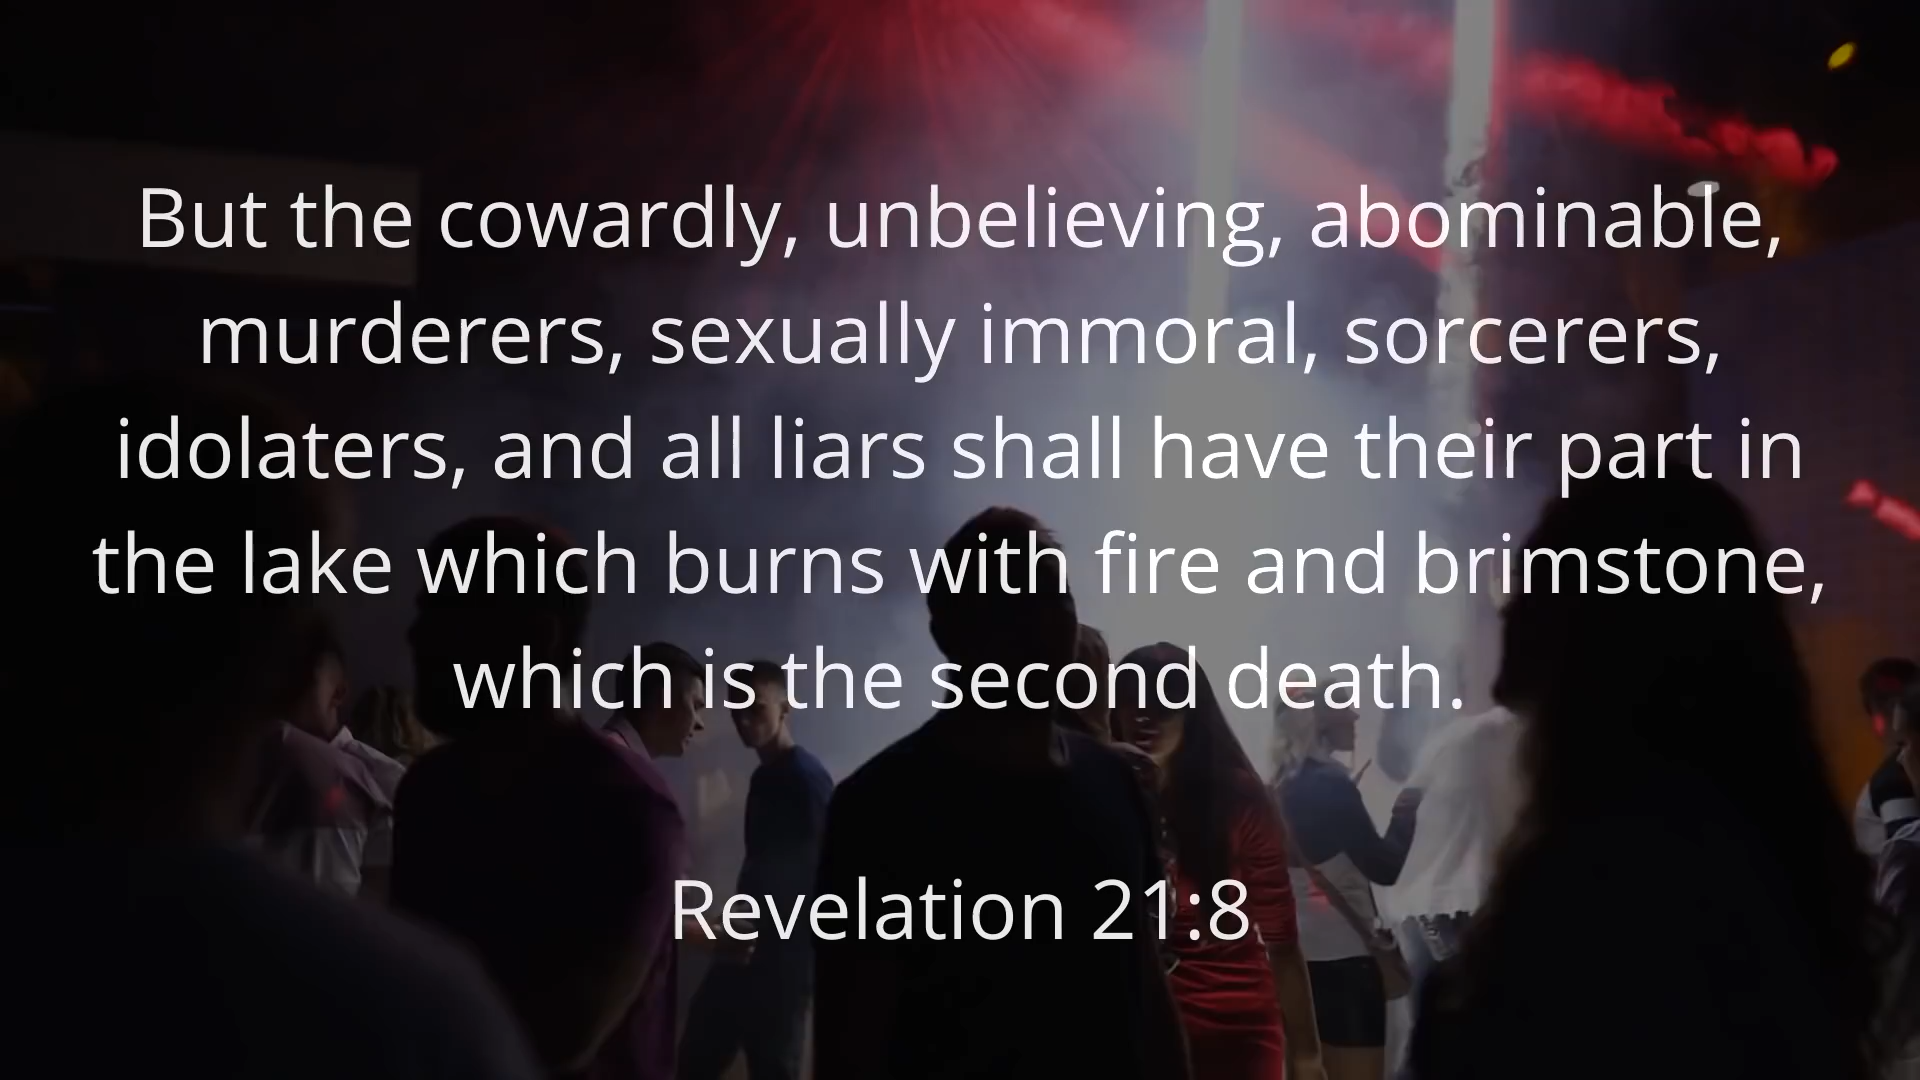 But the cowardly, unbelieving, abominable,
murderers, sexually immoral, sorcerers,
idolaters, and all liars shall have their part in
the lake which burns with fire and brimstone,
which is the second death.
Revelation 21:8